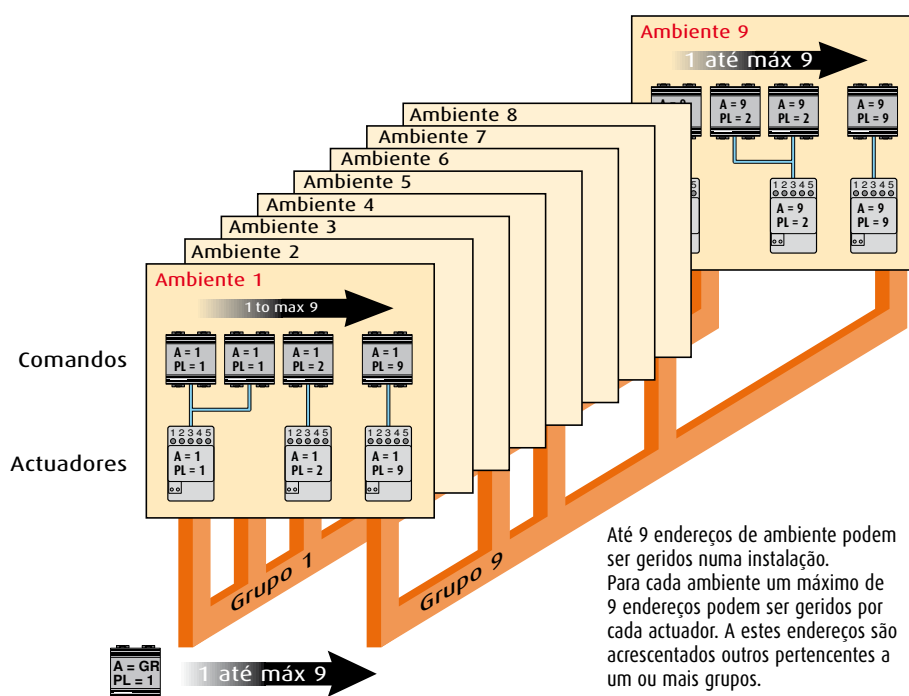 Ambiente 9
1 até máx 9
A = 9
PL = 2
A = 9
PL = 2
A = 9
PL = 9
5
1 2 3 4 5
A = 9
PL = 2
1 2 3 4 5
A = 9
PL = 9
Ambiente 8
Ambiente 7
Ambiente 6
Ambiente 5
Ambiente 4
Ambiente 3
Ambiente 2
Ambiente 1
1 to max 9
Comandos
A = 1
PL = 1
A = 1
PL = 1
A = 1
PL = 2
A = 1
PL = 9
Actuadores
1 2 3 4 5
A = 1
PL = 1
1 2 3 4 5
A = 1
PL = 2
1 2 3 4 5
A = 1
PL = 9
Grupo 1
Grupo 9
Até 9 endereços de ambiente podem
ser geridos numa instalação.
Para cada ambiente um máximo de
9 endereços podem ser geridos por
cada actuador. A estes endereços são
acrescentados outros pertencentes a
um ou mais grupos.
A = GR
PL = 1
1 até máx 9